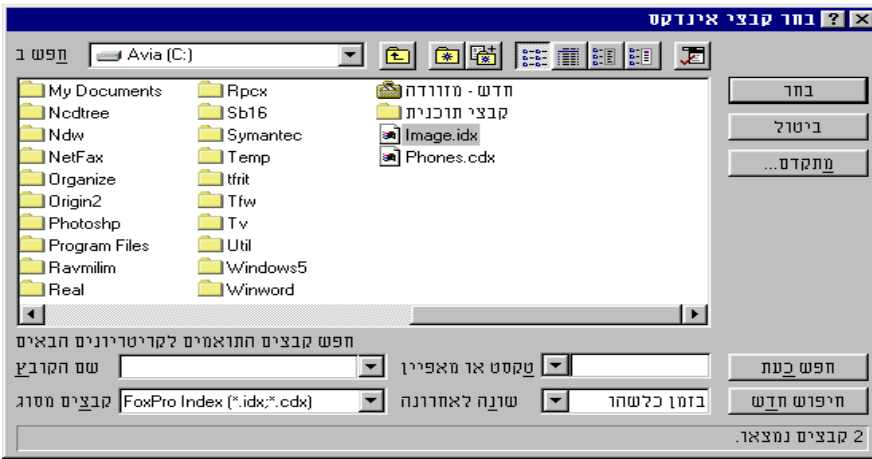 בחר קבצי אינדקס
חפש ב
Avia (C:)
My Documents
Ncdtree
Ndw
NetFax
Organize
Origin2
Photoshp
Program Files
Ravmilim
Real
Rpcx
Sb16
Symantec
Temp
tfrit
Tfw
Tv
Util
Windows5
Winword
חדש - מזוודה
קבצי תוכנית
Image.idx
Phones.cdx
בחר
ביטול
מתקדם...
חפש קבצים התואמים לקריטריונים הבאים
שם הקובץ
טקסט או מאפיין
חפש כעת
קבצים מסוג
FoxPro Index (*.idx;*.cdx)
שונה לאחרונה
בזמן כלשהו
חיפוש חדש
2 קבצים נמצאו.